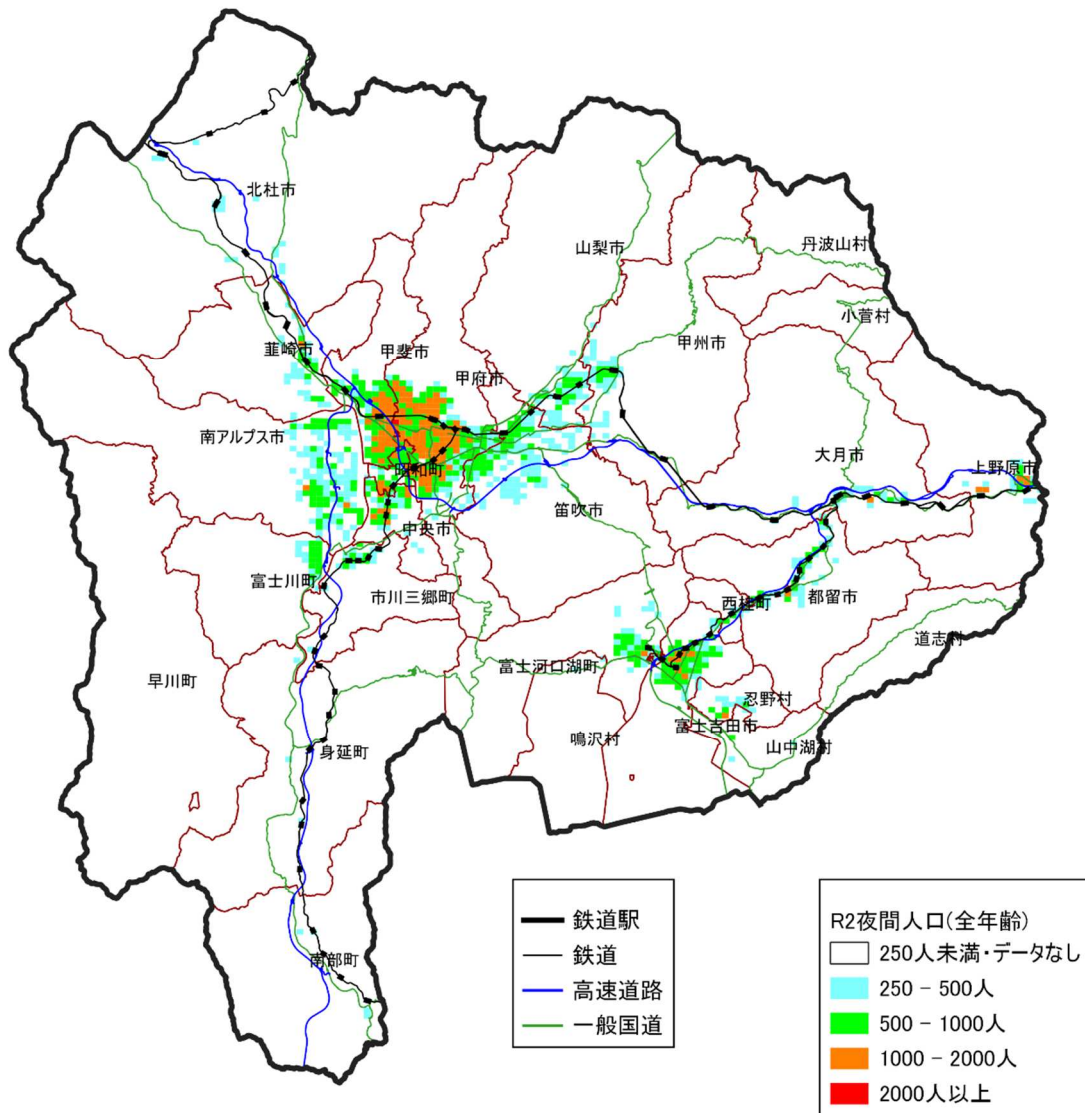 北杜市
山梨市
丹波山村
小菅村
韮崎市
甲斐市
甲府市
甲州市
南アルプス市
昭和町
大月市
上野原市
中央市
笛吹市
富士川町
市川三郷町
西桂町
都留市
道志村
早川町
富士河口湖町
忍野村
鳴沢村
富士吉田市
山中湖村
身延町
南部町
鉄道駅
鉄道
高速道路
一般国道
R2夜間人口(全年齢)
250人未満・データなし
250 - 500人
500 - 1000人
1000 - 2000人
2000人以上